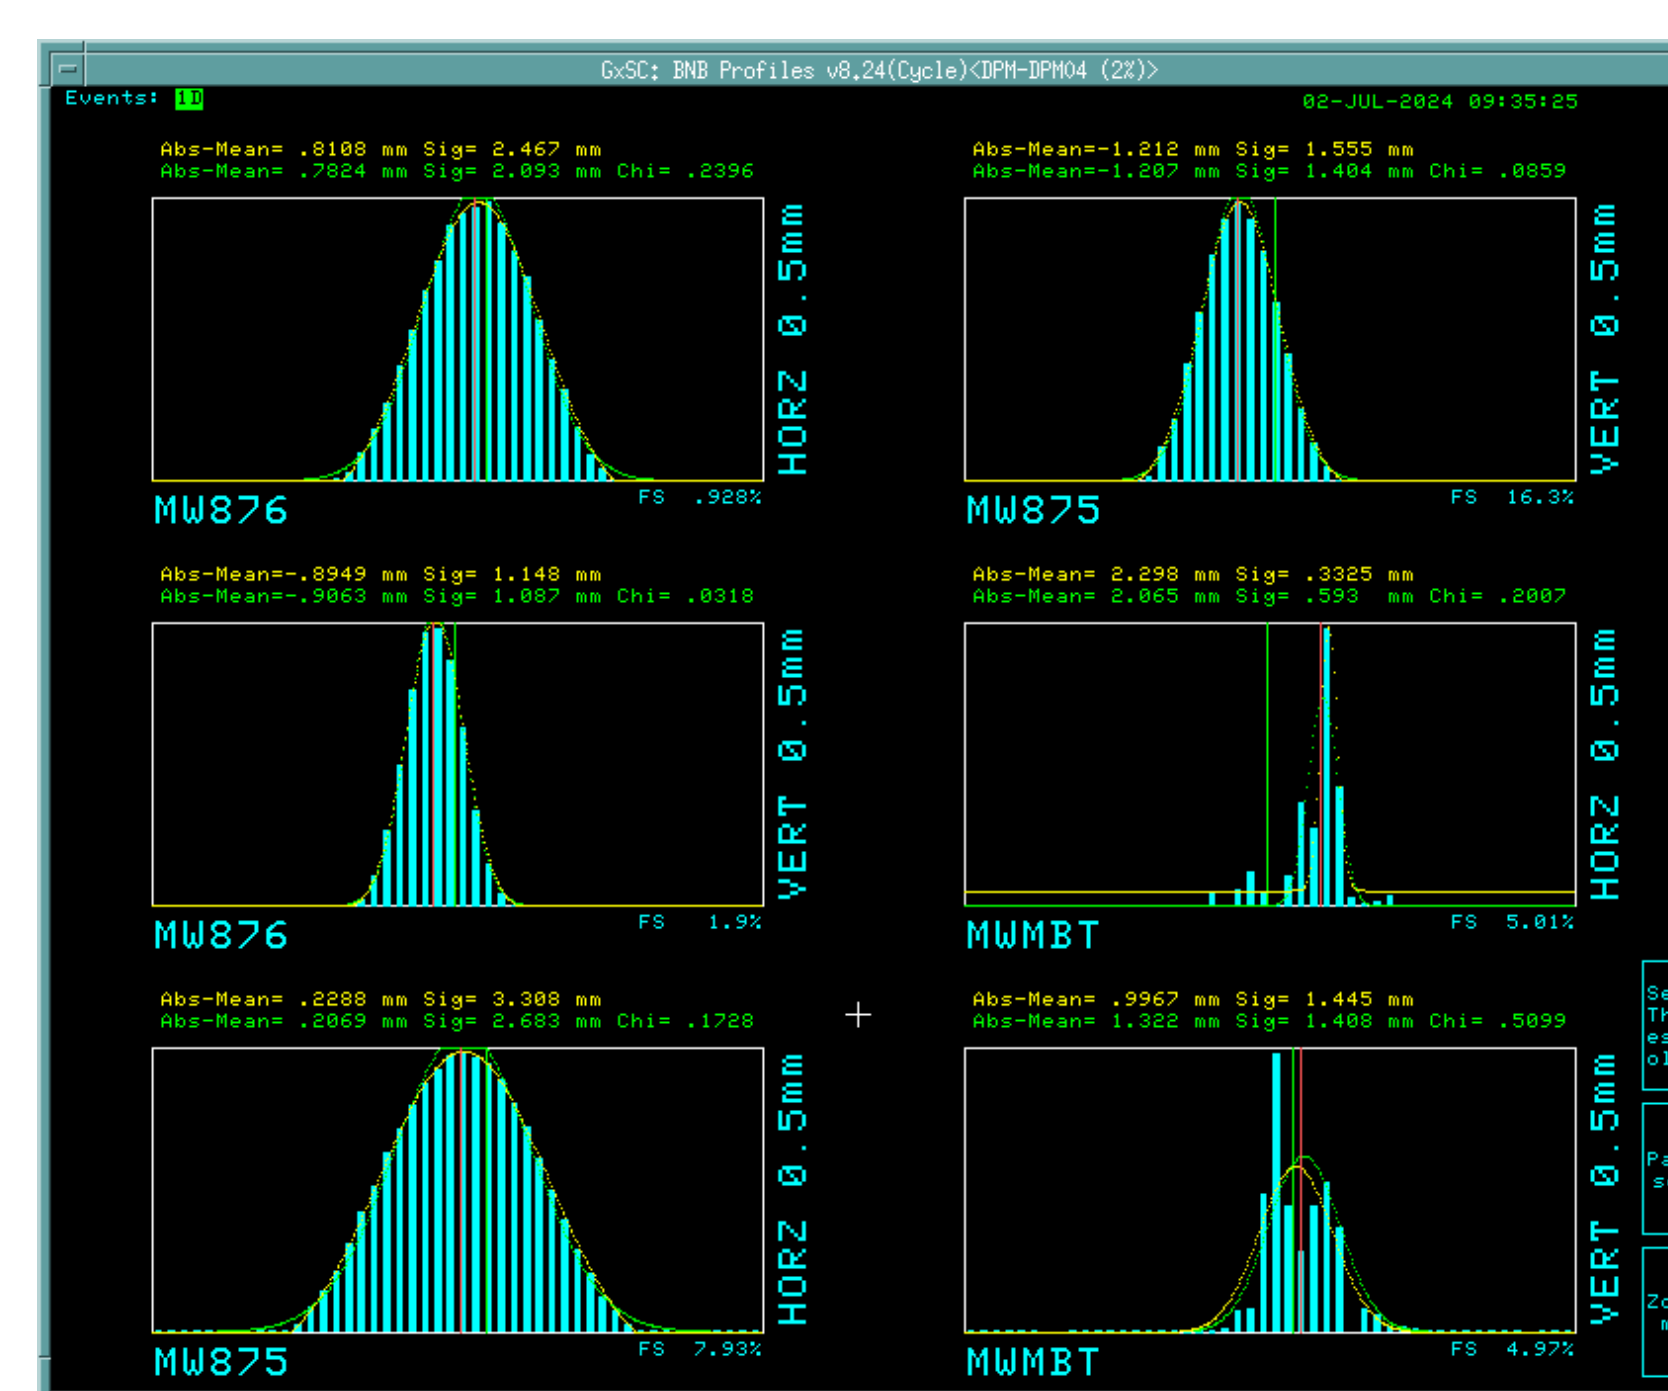 GxSC: BNB Profiles v8.24(Cycle)<DPM-DPM04 (2%)>
Events: 1D
02-JUL-2024 09:35:25
Abs-Mean= .8108 mm Sig= 2.467 mm
Abs-Mean= .7824 mm Sig= 2.093 mm Chi= .2396
HORZ 0.5mm
MW876
FS .928%
Abs-Mean=-1.212 mm Sig= 1.555 mm
Abs-Mean=-1.207 mm Sig= 1.404 mm Chi= .0859
VERT 0.5mm
MW875
FS 16.3%
Abs-Mean=-.8949 mm Sig= 1.148 mm
Abs-Mean=-.9063 mm Sig= 1.087 mm Chi= .0318
VERT 0.5mm
MW876
FS 1.9%
Abs-Mean= 2.298 mm Sig= .3325 mm
Abs-Mean= 2.065 mm Sig= .593 mm Chi= .2007
HORZ 0.5mm
MWMBT
FS 5.01%
Abs-Mean= .2288 mm Sig= 3.308 mm
Abs-Mean= .2069 mm Sig= 2.683 mm Chi= .1728
HORZ 0.5mm
MW875
FS 7.93%
Abs-Mean= .9967 mm Sig= 1.445 mm
Abs-Mean= 1.322 mm Sig= 1.408 mm Chi= .5099
VERT 0.5mm
MWMBT
FS 4.97%